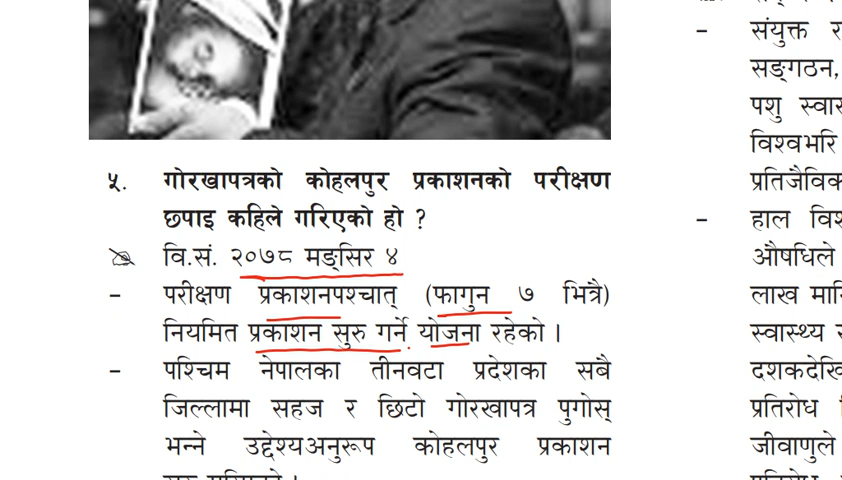 ५. गोरखापत्रको कोहलपुर प्रकाशनको परीक्षण
छपाइ कहिले गरिएको हो ?
वि.सं. २०७८ मङ्सिर ४
– परीक्षण प्रकाशनपश्चात् (फागुन ७ भित्रै)
नियमित प्रकाशन सुरु गर्ने योजना रहेको ।
– पश्चिम नेपालका तीनवटा प्रदेशका सबै
जिल्लामा सहज र छिटो गोरखापत्र पुगोस्
भन्ने उद्देश्यअनुरूप कोहलपुर प्रकाशन
– संयुक्त
सङ्गठन,
पशु
विश्वभरि
– हाल
औषधिले
लाख
स्वास्थ्य
प्रतिरोध
जीवाणुले